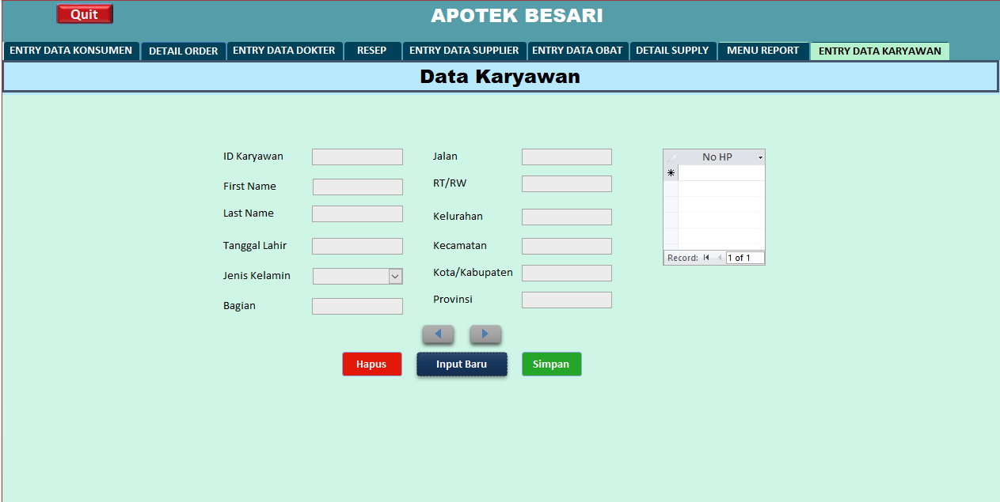 Quit
APOTEK BESARI
ENTRY DATA KONSUMEN DETAIL ORDER ENTRY DATA DOKTER RESEP ENTRY DATA SUPPLIER ENTRY DATA OBAT DETAIL SUPPLY MENU REPORT ENTRY DATA KARYAWAN
Data Karyawan
ID Karyawan
First Name
Last Name
Tanggal Lahir
Jenis Kelamin
Bagian
Jalan
RT/RW
Kelurahan
Kecamatan
Kota/Kabupaten
Provinsi
No HP
Record: 1 of 1
Hapus Input Baru Simpan